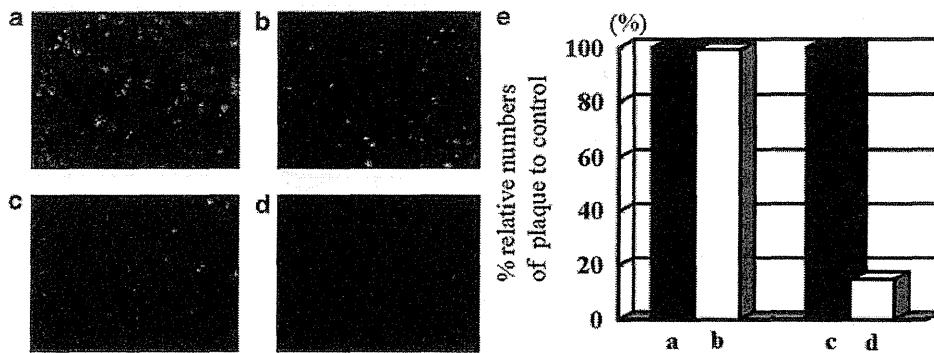 a
b
c
d
e
(%)
% relative numbers
of plaque to control
100
80
60
40
20
0
a b c d